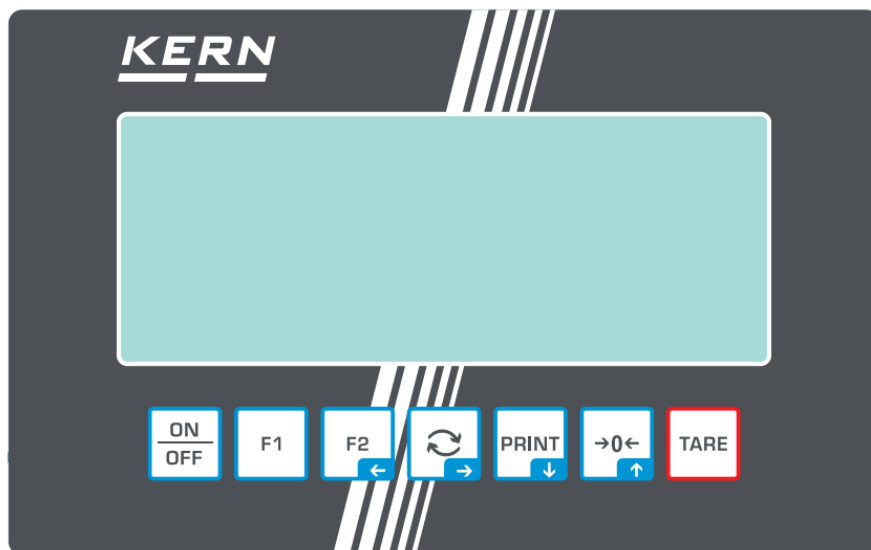 KERN
ON
OFF
F1
F2
←
→
PRINT
↓
→0←
↑
TARE